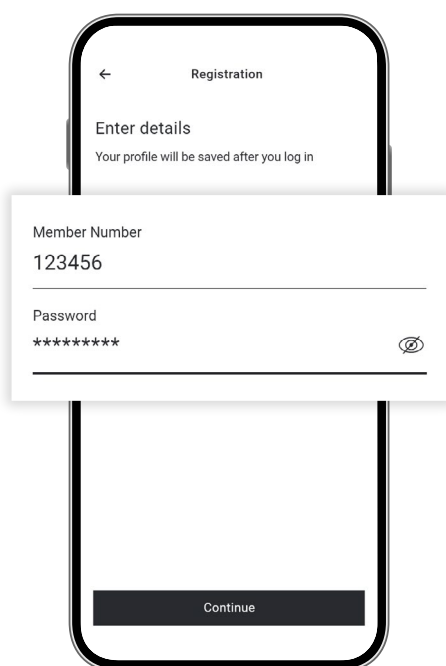 Registration
Enter details
Your profile will be saved after you log in
Member Number
123456
Password
*********
Continue